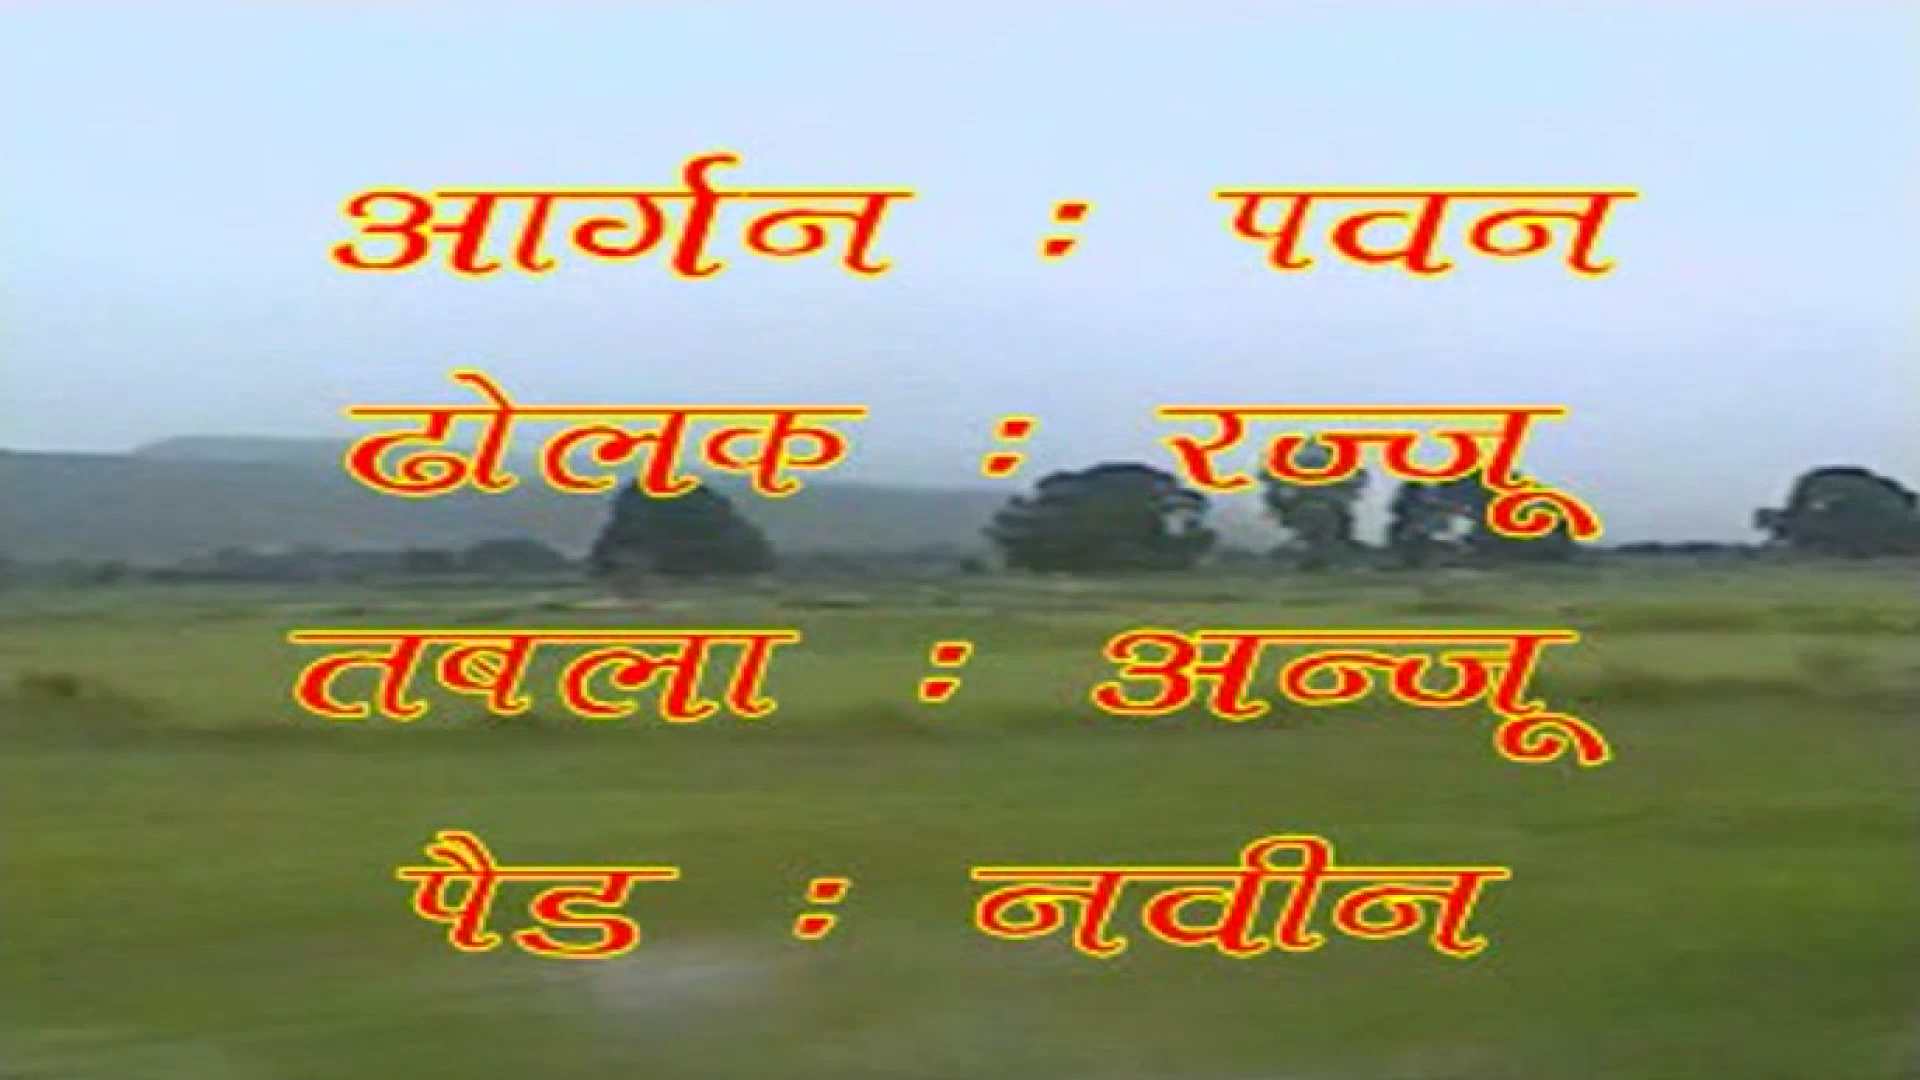 आर्गन : पवन
ढोलक : रज्जू
तबला : अन्जू
पैड : नवीन